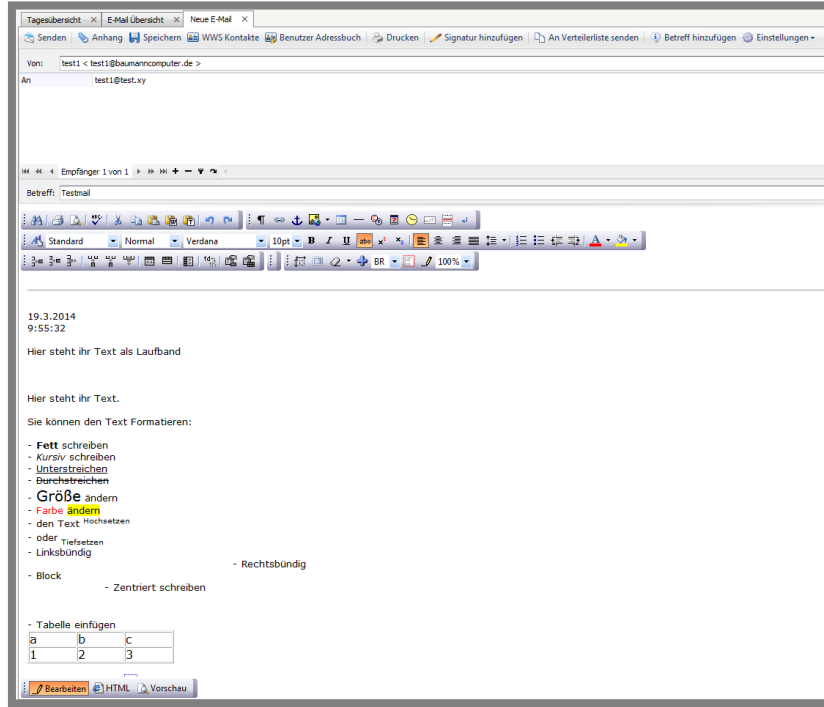 Tagesübersicht × E-Mail Übersicht × Neue E-Mail ×
Senden Anhang Speichern WWS Kontakte Benutzer Adressbuch Drucken Signatur hinzufügen An Verteilerliste senden Betreff hinzufügen Einstellungen
Von: test1 < test1@baumanncomputer.de >
An test1@test.xy
Empfänger 1 von 1
Betreff: Testmail
Standard Normal Verdana 10pt B I U abc x² x₂
BR 100%
19.3.2014
9:55:32
Hier steht ihr Text als Laufband
Hier steht ihr Text.
Sie können den Text Formatieren:
- Fett schreiben
- Kursiv schreiben
- Unterstreichen
- Durchstreichen
- Größe ändern
- Farbe ändern
- den Text Hochsetzen
- oder Tiefsetzen
- Linksbündig
- Rechtsbündig
- Block
- Zentriert schreiben
- Tabelle einfügen
a b c
1 2 3
Bearbeiten HTML Vorschau